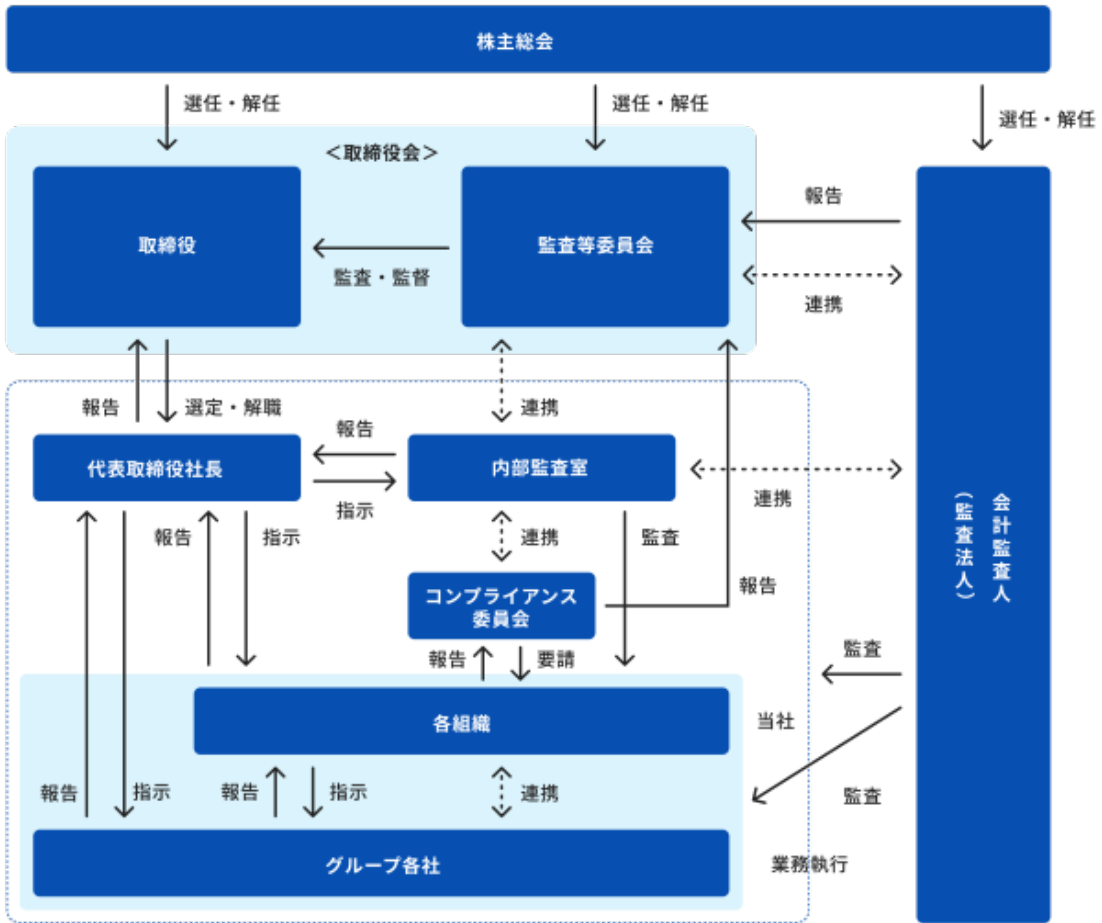 株主総会
選任・解任
選任・解任
選任・解任
＜取締役会＞
取締役
監査・監督
監査等委員会
報告
連携
報告
選定・解職
連携
代表取締役社長
報告
指示
内部監査室
連携
会計監査人
（監査法人）
報告
指示
連携
監査
コンプライアンス
委員会
報告
報告
要請
監査
各組織
当社
報告
指示
報告
指示
連携
監査
グループ各社
業務執行